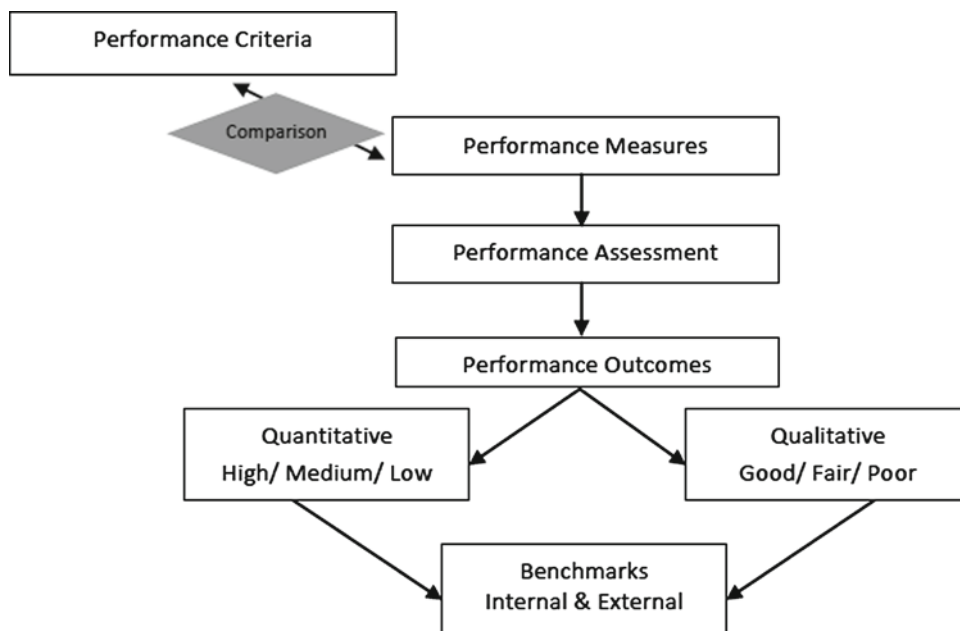 Performance Criteria
Comparison
Performance Measures
Performance Assessment
Performance Outcomes
Quantitative
High/ Medium/ Low
Qualitative
Good/ Fair/ Poor
Benchmarks
Internal & External